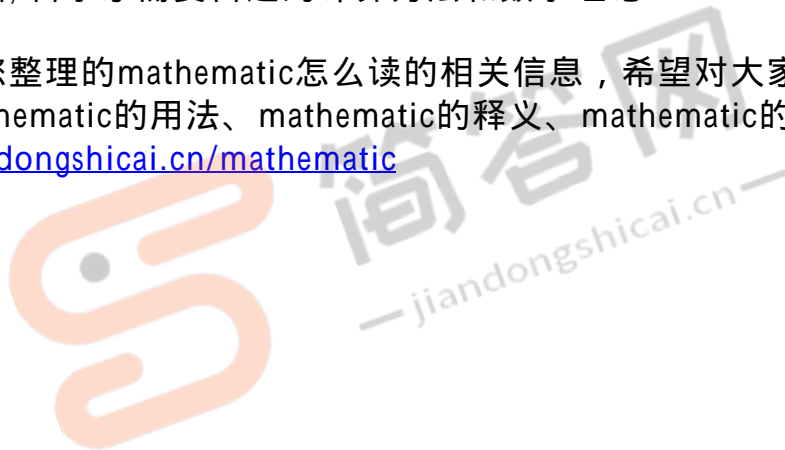 整理的mathematic怎么读的相关信息，希望对大家
ematic的用法、mathematic的释义、mathematic的
dongshicai.cn/mathematic
简答网
jiandongshicai.cn